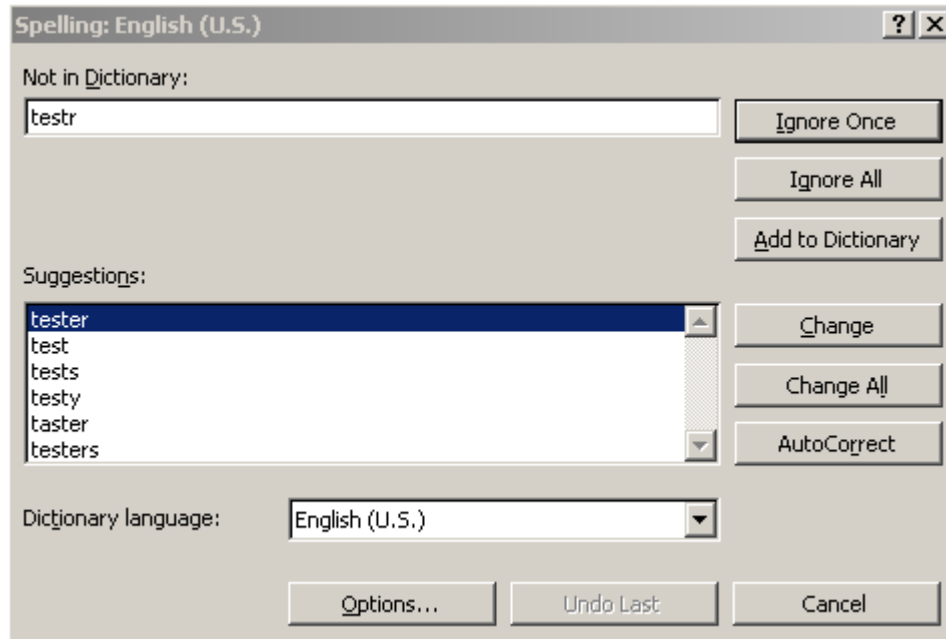 Spelling: English (U.S.)
Not in Dictionary:
testr
Ignore Once
Ignore All
Add to Dictionary
Suggestions:
tester
test
tests
testy
taster
testers
Change
Change All
AutoCorrect
Dictionary language:
English (U.S.)
Options...
Undo Last
Cancel